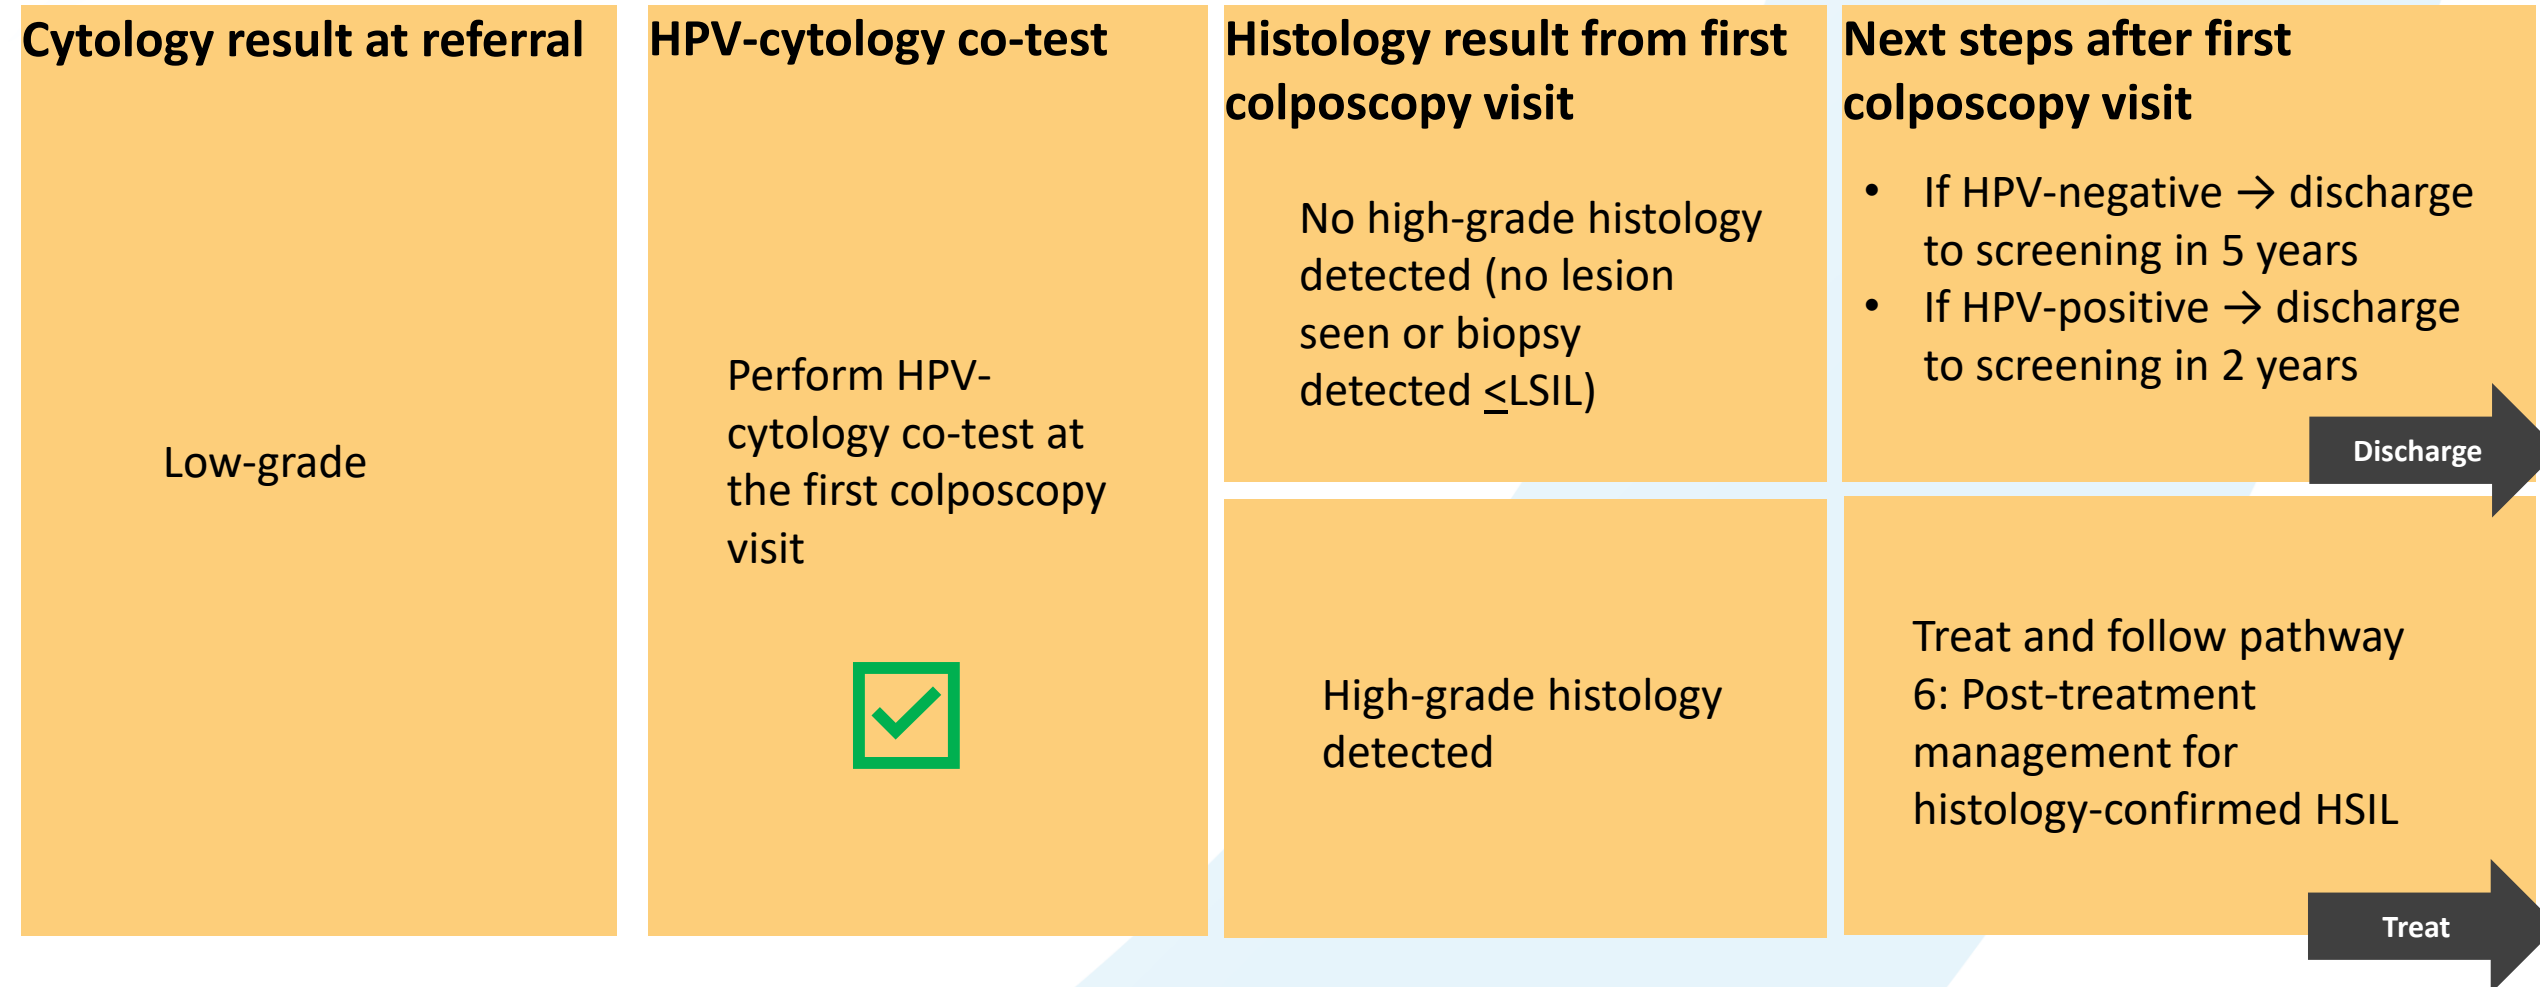 Cytology result at referral
Low-grade
HPV-cytology co-test
Perform HPV-
cytology co-test at
the first colposcopy
visit
Histology result from first
colposcopy visit
No high-grade histology
detected (no lesion
seen or biopsy
detected ≤LSIL)
High-grade histology
detected
Next steps after first
colposcopy visit
• If HPV-negative → discharge
to screening in 5 years
• If HPV-positive → discharge
to screening in 2 years
Discharge
Treat and follow pathway
6: Post-treatment
management for
histology-confirmed HSIL
Treat